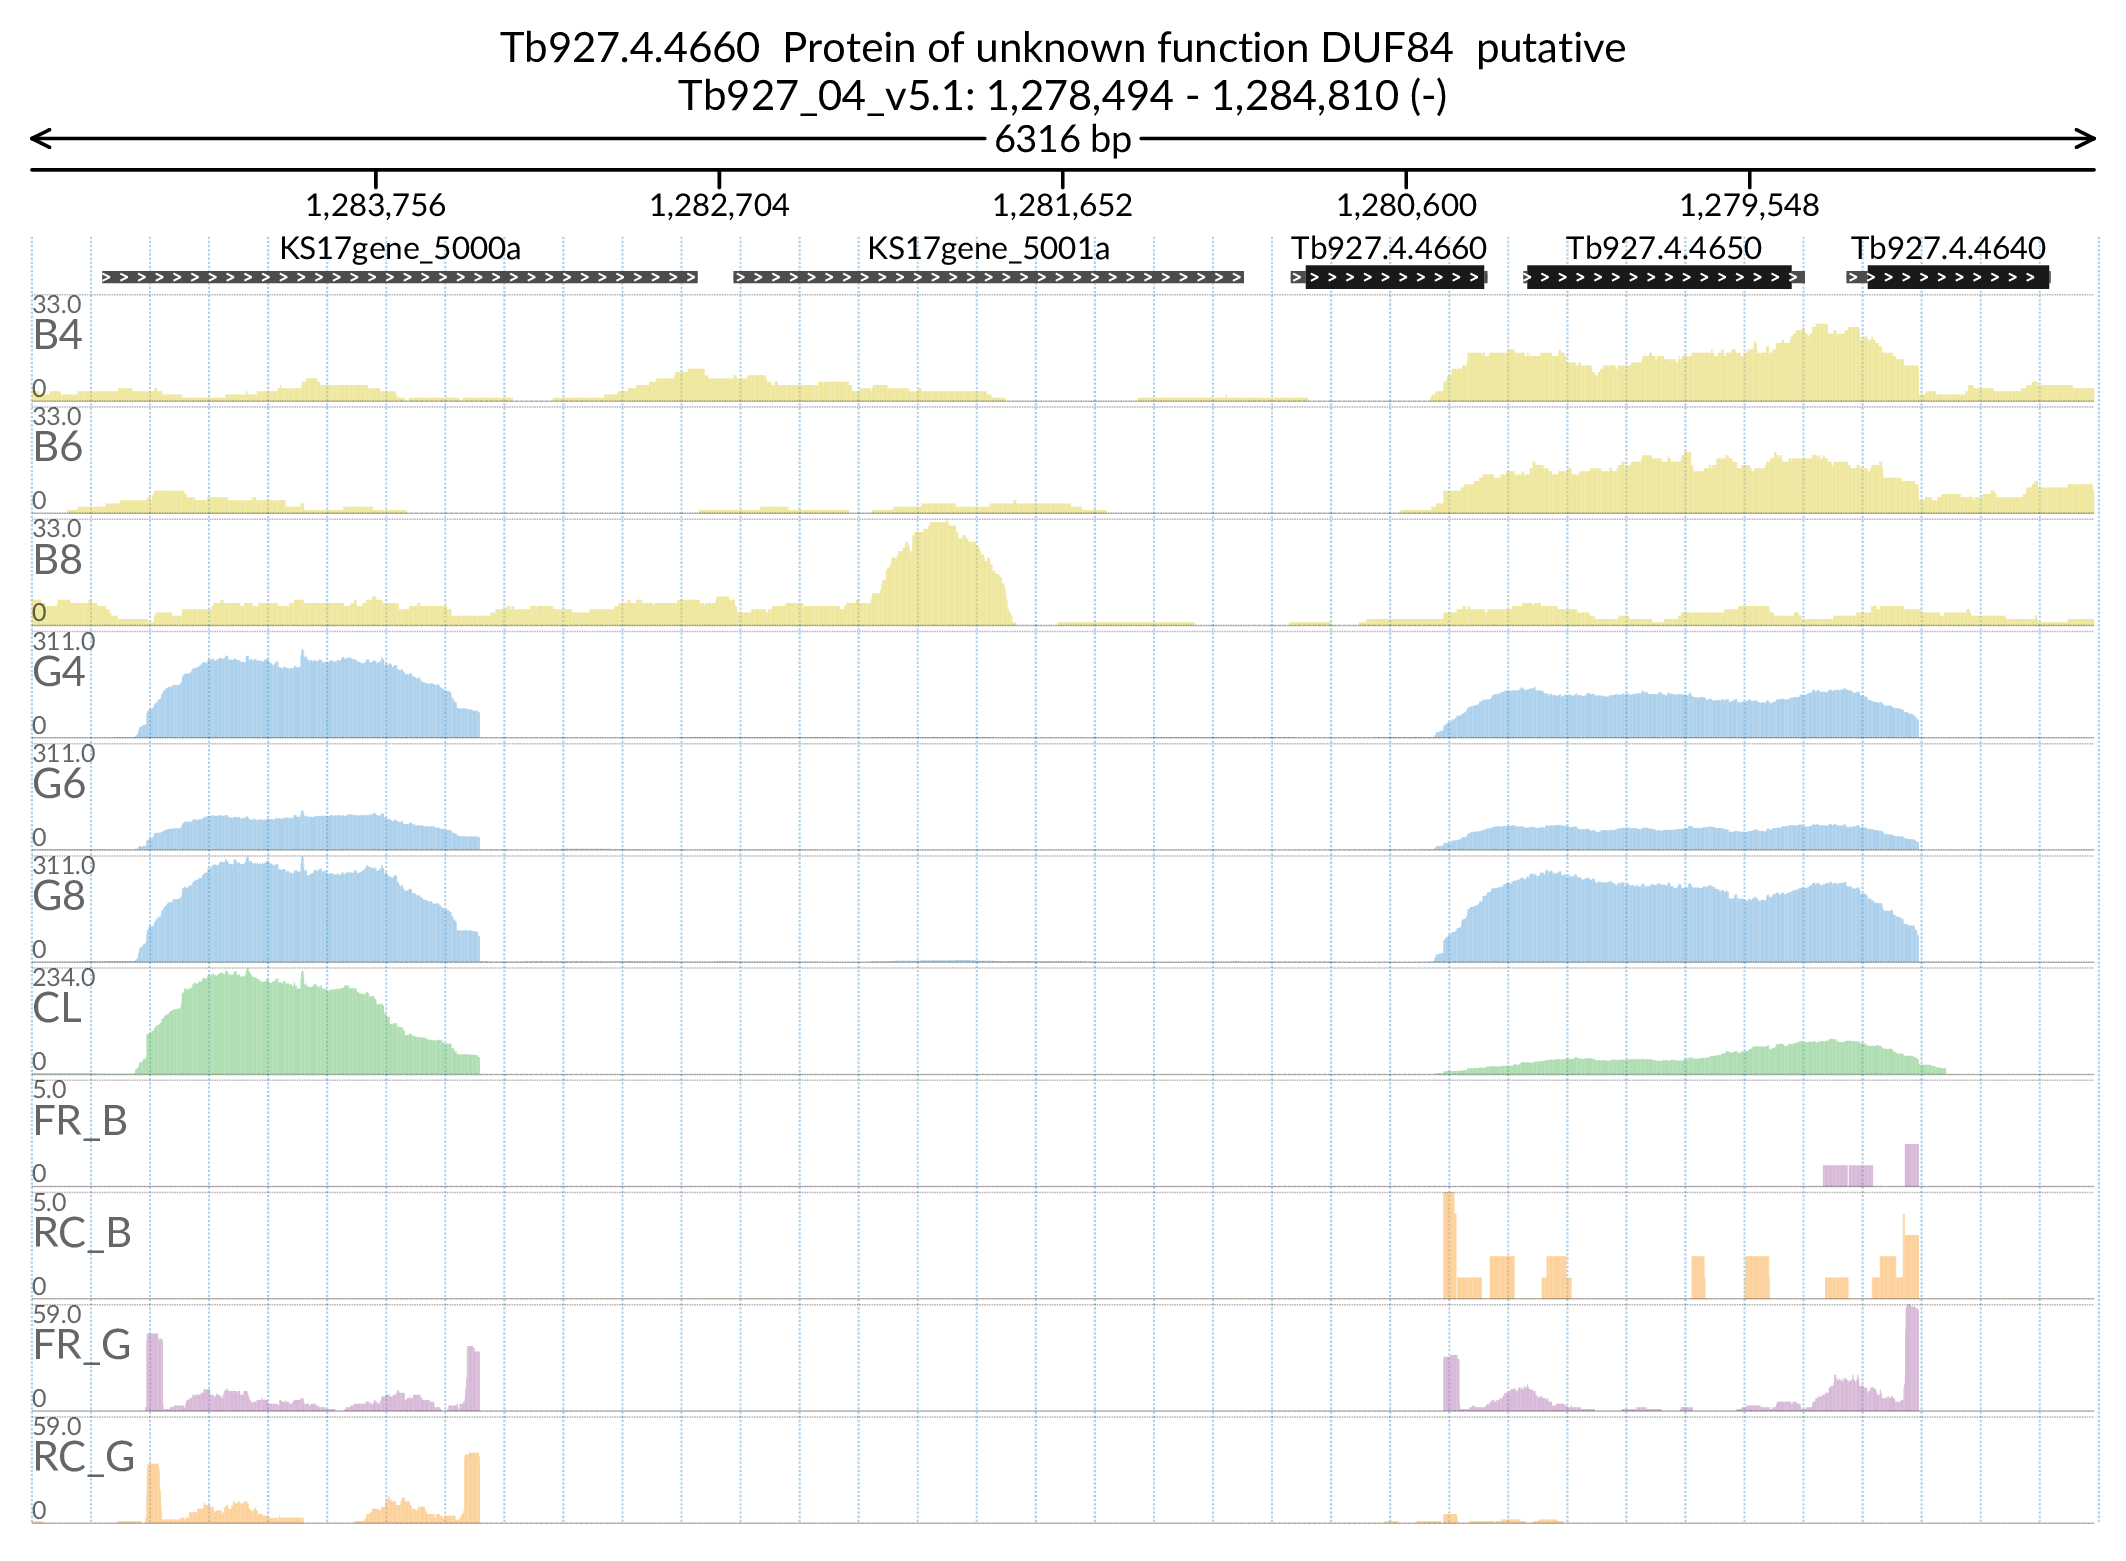 Tb927.4.4660  Protein of unknown function DUF84  putative
Tb927_04_v5.1: 1,278,494 - 1,284,810 (-)
6316 bp
1,283,756 1,282,704 1,281,652 1,280,600 1,279,548
KS17gene_5000a KS17gene_5001a Tb927.4.4660 Tb927.4.4650 Tb927.4.4640
33.0
B4
0
33.0
B6
0
33.0
B8
0
311.0
G4
0
311.0
G6
0
311.0
G8
0
234.0
CL
0
5.0
FR_B
0
5.0
RC_B
0
59.0
FR_G
0
59.0
RC_G
0